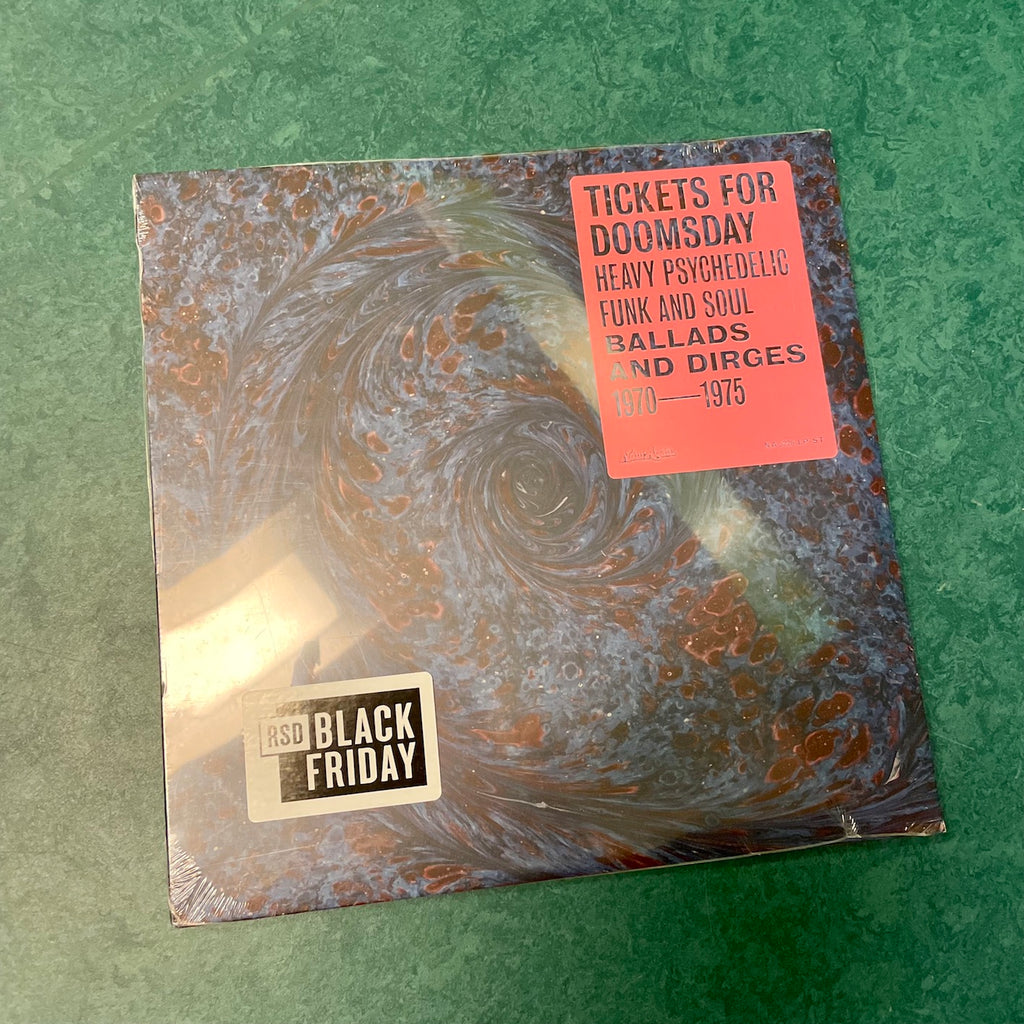 TICKETS FOR
DOOMSDAY
HEAVY PSYCHEDELIC
FUNK AND SOUL
BALLADS
AND DIRGES
1970—1975
RSD
BLACK
FRIDAY